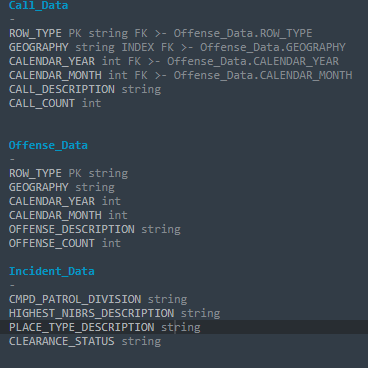 Call_Data
-
ROW_TYPE PK string FK >- Offense_Data.ROW_TYPE
GEOGRAPHY string INDEX FK >- Offense_Data.GEOGRAPHY
CALENDAR_YEAR int FK >- Offense_Data.CALENDAR_YEAR
CALENDAR_MONTH int FK >- Offense_Data.CALENDAR_MONTH
CALL_DESCRIPTION string
CALL_COUNT int
Offense_Data
-
ROW_TYPE PK string
GEOGRAPHY string
CALENDAR_YEAR int
CALENDAR_MONTH int
OFFENSE_DESCRIPTION string
OFFENSE_COUNT int
Incident_Data
-
CMPD_PATROL_DIVISION string
HIGHEST_NIBRS_DESCRIPTION string
PLACE_TYPE_DESCRIPTION string
CLEARANCE_STATUS string